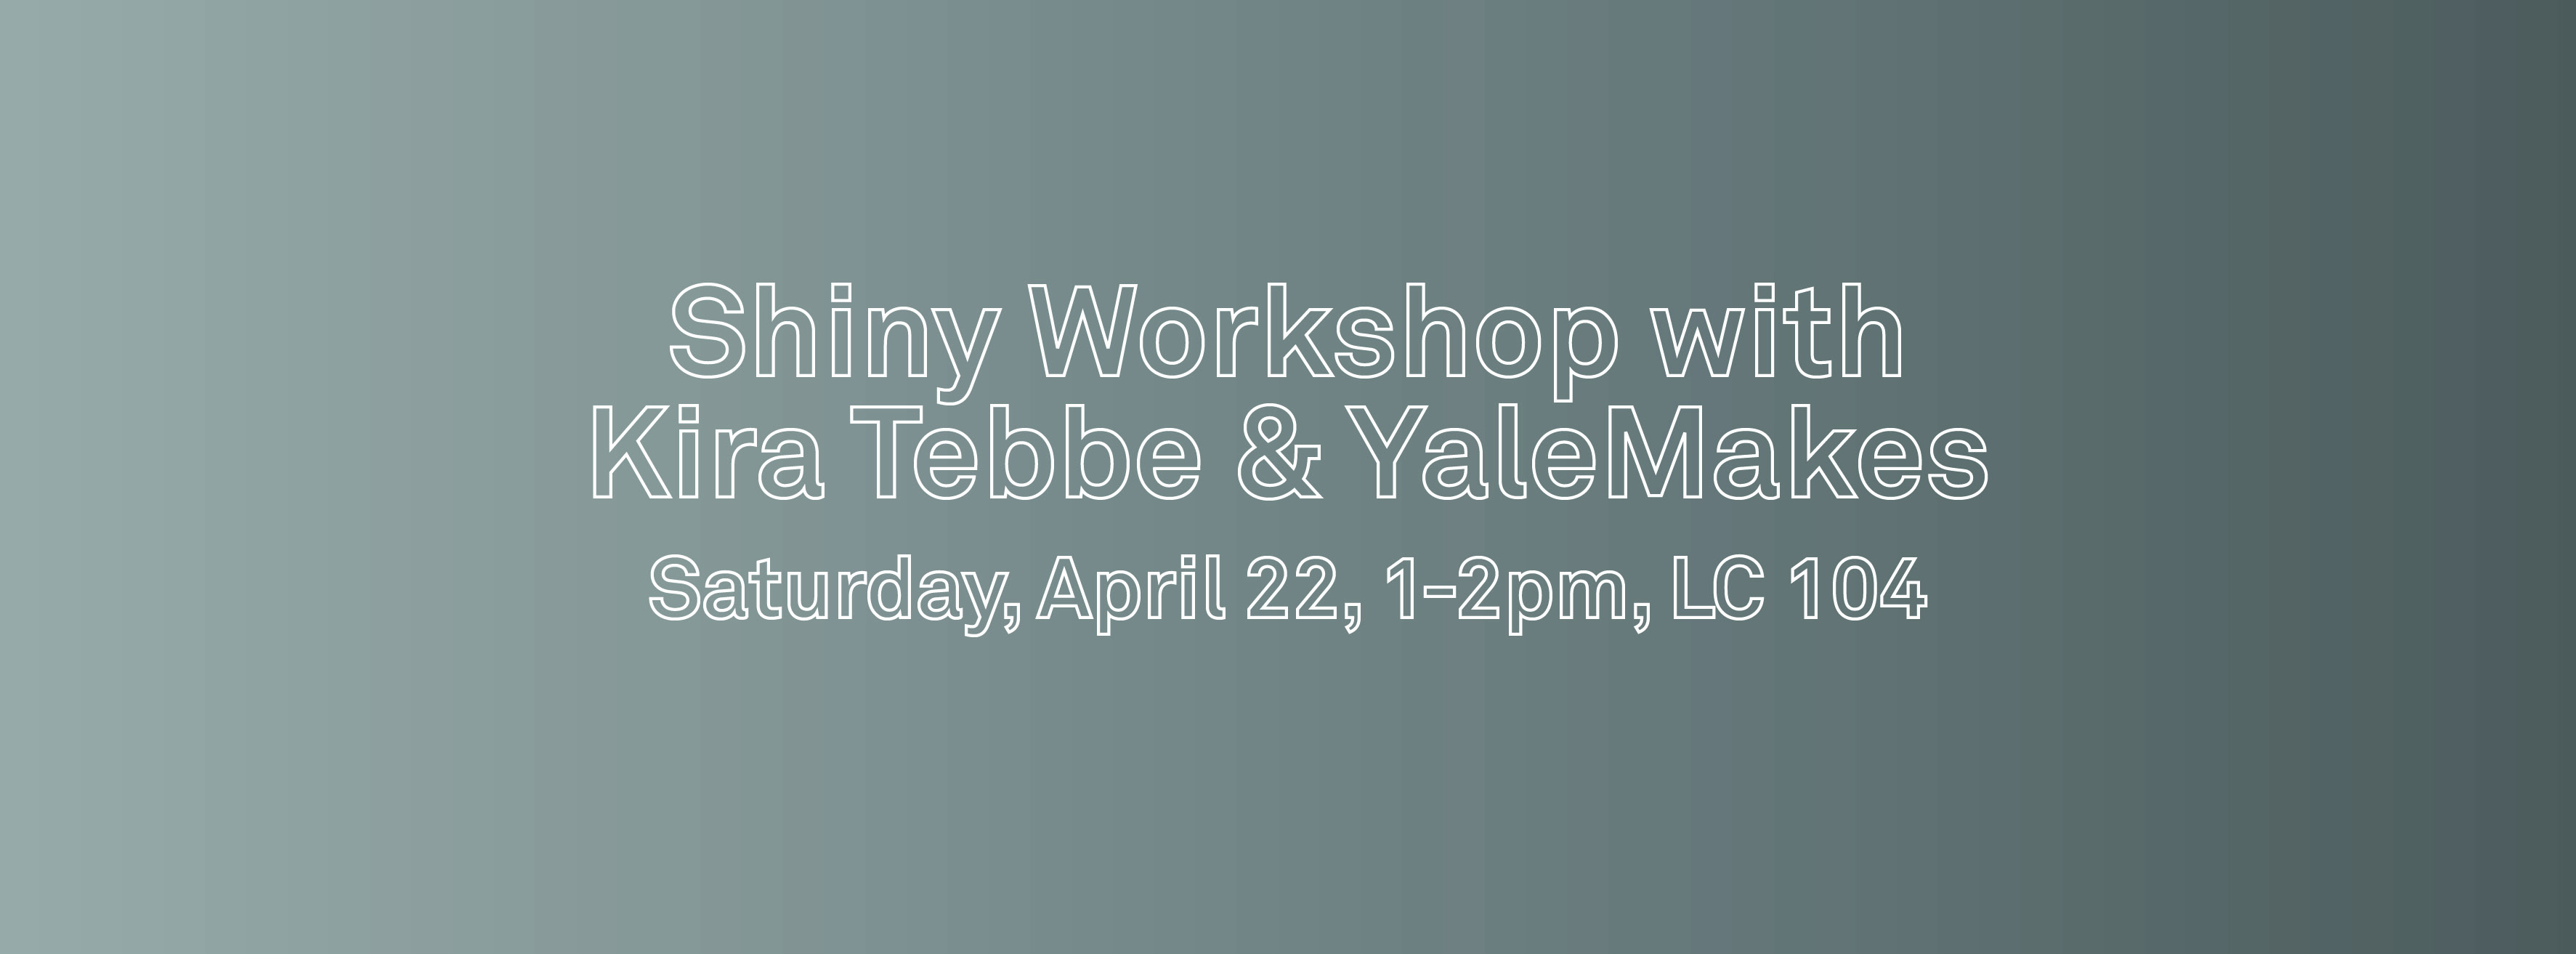 Shiny Workshop with
Kira Tebbe & YaleMakes
Saturday, April 22, 1-2pm, LC 104